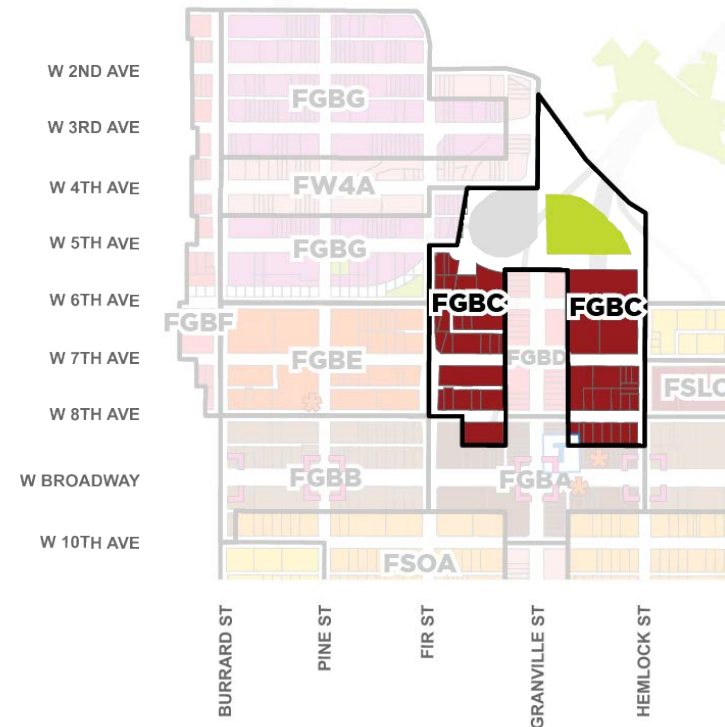 W 2ND AVE
FGBG
W 3RD AVE
W 4TH AVE
FW4A
W 5TH AVE
FGBG
W 6TH AVE
FGBC
FGBC
FGBF
W 7TH AVE
FGBE
FGBD
FSLC
W 8TH AVE
T
W BROADWAY
FGBB
FGBA
W 10TH AVE
FSOA
BURRARD ST
PINE ST
FIR ST
GRANVILLE ST
HEMLOCK ST